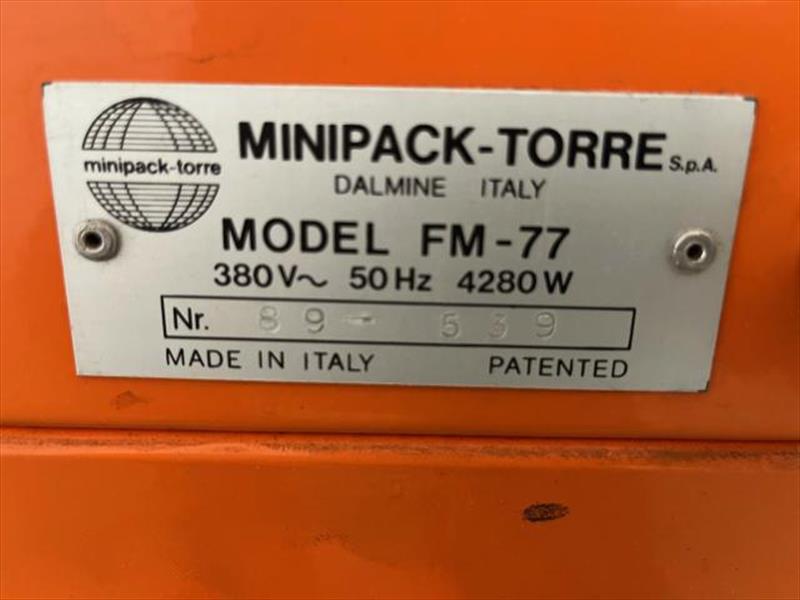 minipack-torre
MINIPACK-TORRE S.p.A.
DALMINE ITALY
MODEL FM-77
380V~ 50Hz 4280W
Nr. 89- 539
MADE IN ITALY PATENTED